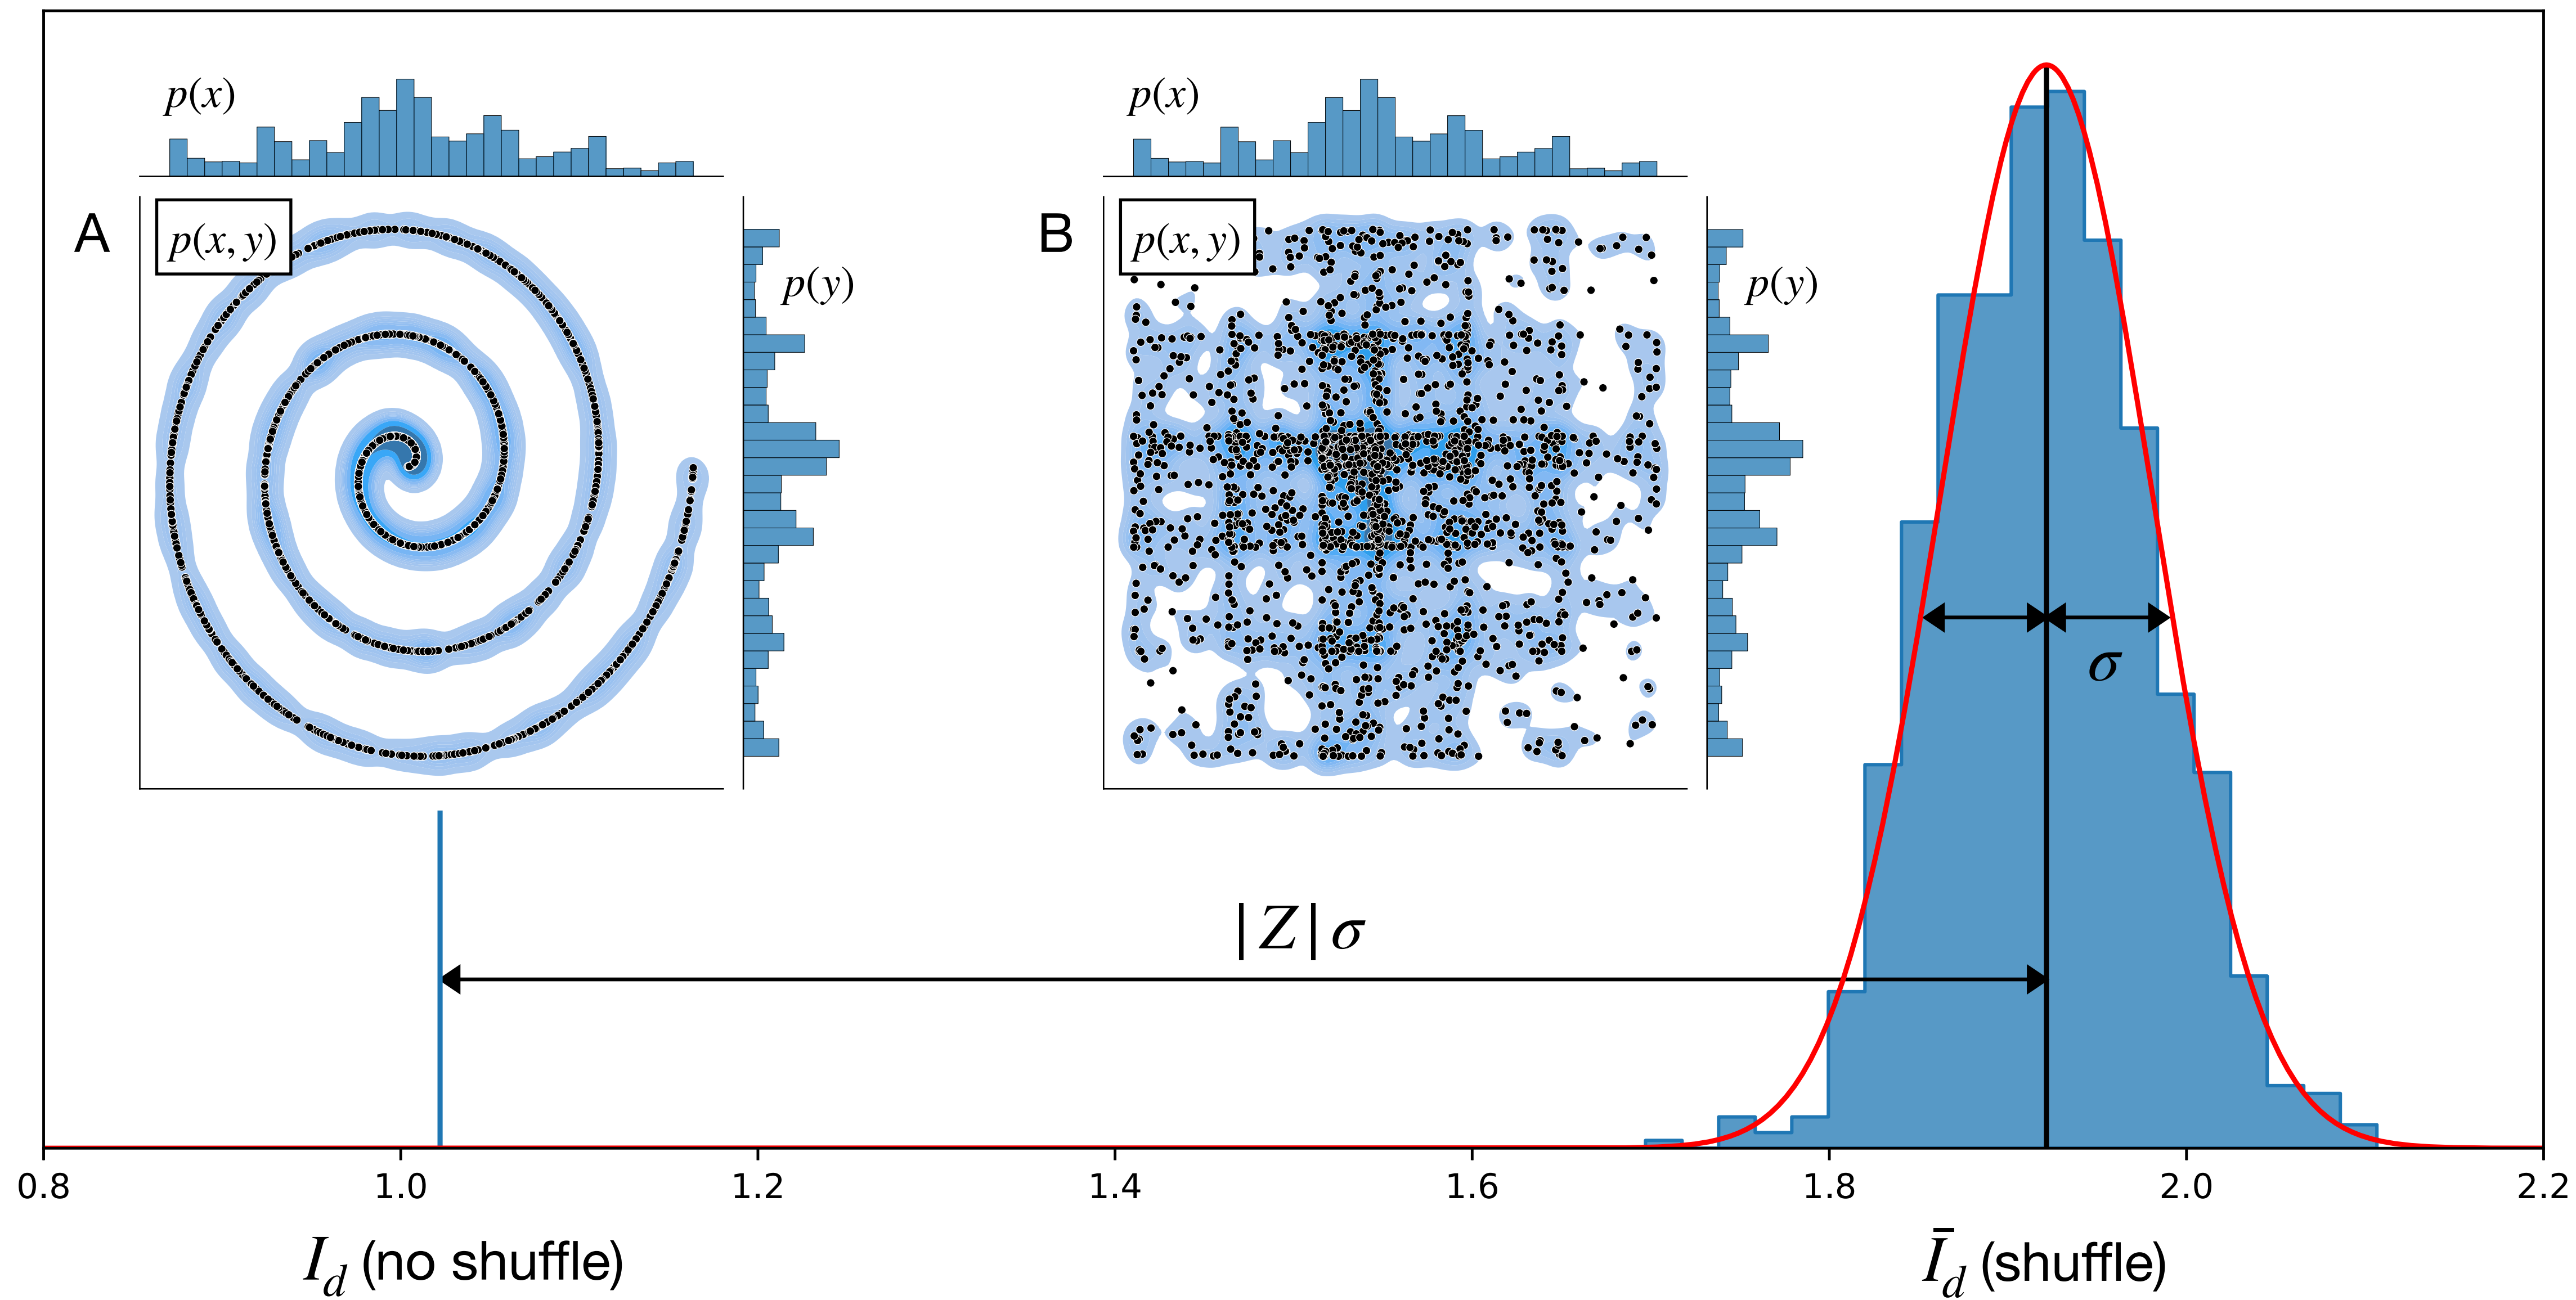 p(x)
A
p(x, y)
p(y)
p(x)
B
p(x, y)
p(y)
σ
|Z|σ
0.8 1.0 1.2 1.4 1.6 1.8 2.0 2.2
I_d (no shuffle)
Ī_d (shuffle)